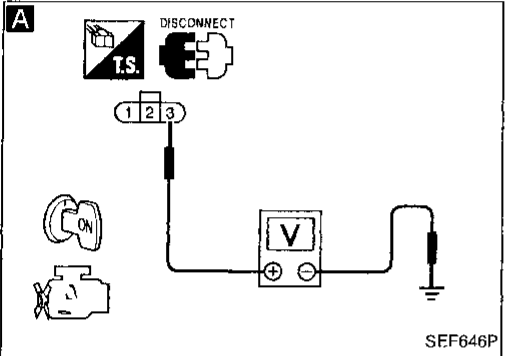 A
DISCONNECT
T.S.
1 2 3
ON
V
+ −
SEF646P